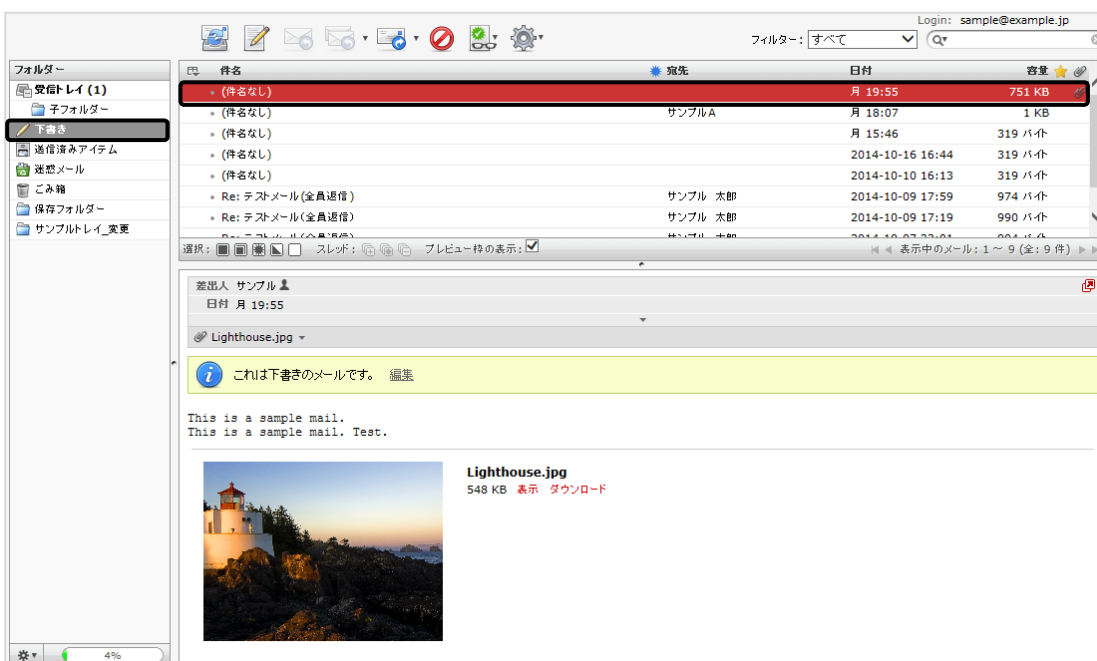 Login: sample@example.jp
フィルター: すべて
フォルダー
受信トレイ (1)
子フォルダー
下書き
送信済みアイテム
迷惑メール
ごみ箱
保存フォルダー
サンプルトレイ_変更
件名 宛先 日付 容量
(件名なし) 月 19:55 751 KB
(件名なし) サンプルA 月 18:07 1 KB
(件名なし) 月 15:46 319 バイト
(件名なし) 2014-10-16 16:44 319 バイト
(件名なし) 2014-10-10 16:13 319 バイト
Re: テストメール(全員返信) サンプル 太郎 2014-10-09 17:59 974 バイト
Re: テストメール(全員返信) サンプル 太郎 2014-10-09 17:19 990 バイト
選択: スレッド: プレビュー枠の表示: 表示中のメール: 1 ~ 9 (全: 9 件)
差出人 サンプル
日付 月 19:55
Lighthouse.jpg
これは下書きのメールです。 編集
This is a sample mail.
This is a sample mail. Test.
Lighthouse.jpg
548 KB 表示 ダウンロード
4%